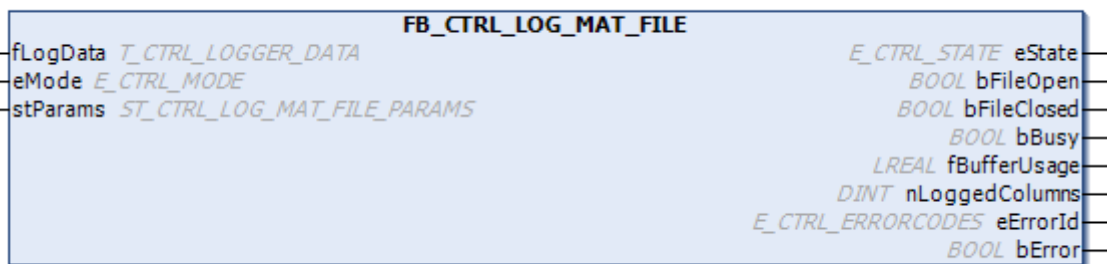 FB_CTRL_LOG_MAT_FILE
fLogData T_CTRL_LOGGER_DATA E_CTRL_STATE eState
eMode E_CTRL_MODE BOOL bFileOpen
stParams ST_CTRL_LOG_MAT_FILE_PARAMS BOOL bFileClosed
BOOL bBusy
LREAL fBufferUsage
DINT nLoggedColumns
E_CTRL_ERRORCODES eErrorId
BOOL bError